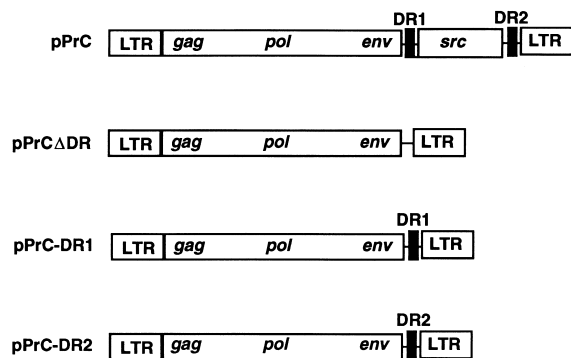 DR1 DR2
pPrC LTR gag pol env src LTR
pPrCΔDR LTR gag pol env LTR
DR1
pPrC-DR1 LTR gag pol env LTR
DR2
pPrC-DR2 LTR gag pol env LTR